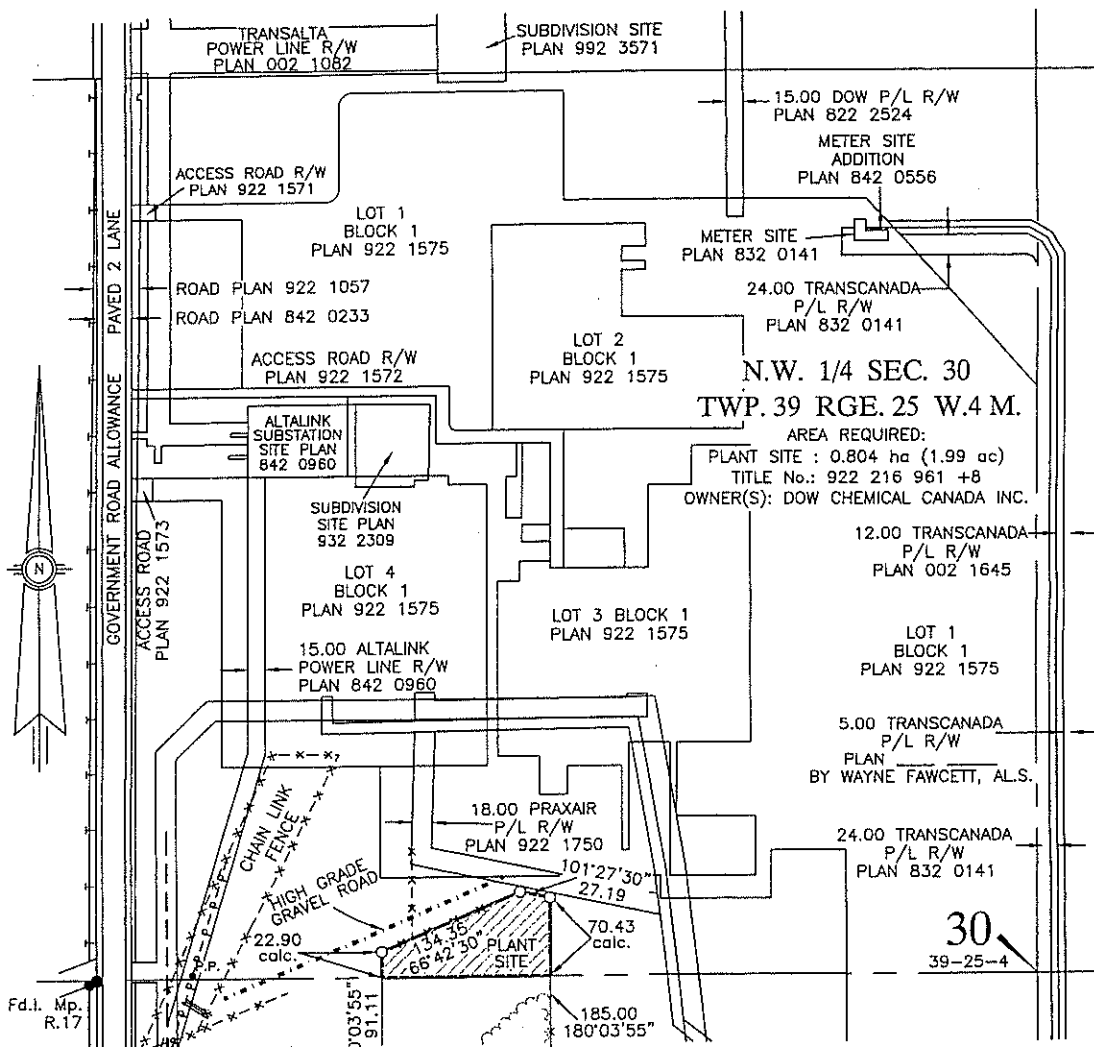 TRANSALTA
POWER LINE R/W
PLAN 002 1082
SUBDIVISION SITE
PLAN 992 3571
15.00 DOW P/L R/W
PLAN 822 2524
METER SITE
ADDITION
PLAN 842 0556
ACCESS ROAD R/W
PLAN 922 1571
LOT 1
BLOCK 1
PLAN 922 1575
METER SITE
PLAN 832 0141
GOVERNMENT ROAD ALLOWANCE PAVED 2 LANE
ROAD PLAN 922 1057
ROAD PLAN 842 0233
24.00 TRANSCANADA
P/L R/W
PLAN 832 0141
LOT 2
BLOCK 1
PLAN 922 1575
ACCESS ROAD R/W
PLAN 922 1572
N.W. 1/4 SEC. 30
TWP. 39 RGE. 25 W.4 M.
AREA REQUIRED:
PLANT SITE : 0.804 ha (1.99 ac)
TITLE No.: 922 216 961 +8
OWNER(S): DOW CHEMICAL CANADA INC.
ALTALINK
SUBSTATION
SITE PLAN
842 0960
SUBDIVISION
SITE PLAN
932 2309
ACCESS ROAD
PLAN 922 1573
12.00 TRANSCANADA
P/L R/W
PLAN 002 1645
N
LOT 4
BLOCK 1
PLAN 922 1575
LOT 3 BLOCK 1
PLAN 922 1575
LOT 1
BLOCK 1
PLAN 922 1575
15.00 ALTALINK
POWER LINE R/W
PLAN 842 0960
5.00 TRANSCANADA
P/L R/W
PLAN
BY WAYNE FAWCETT, AL.S.
CHAIN LINK
FENCE
18.00 PRAXAIR
P/L R/W
PLAN 922 1750
24.00 TRANSCANADA
P/L R/W
PLAN 832 0141
HIGH GRADE
GRAVEL ROAD
101°27'30"
27.19
22.90
calc.
134.35
66°42'30"
PLANT
SITE
70.43
calc.
30
39-25-4
P.P.
Fd.I. Mp.
R.17
0°03'55"
91.11
185.00
180°03'55"